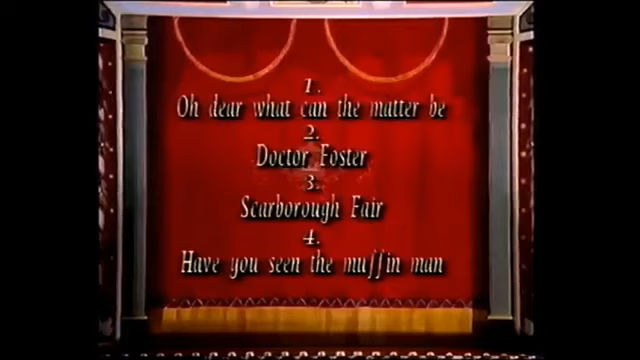 1.
Oh dear what can the matter be
2.
Doctor Foster
3.
Scarborough Fair
4.
Have you seen the muffin man